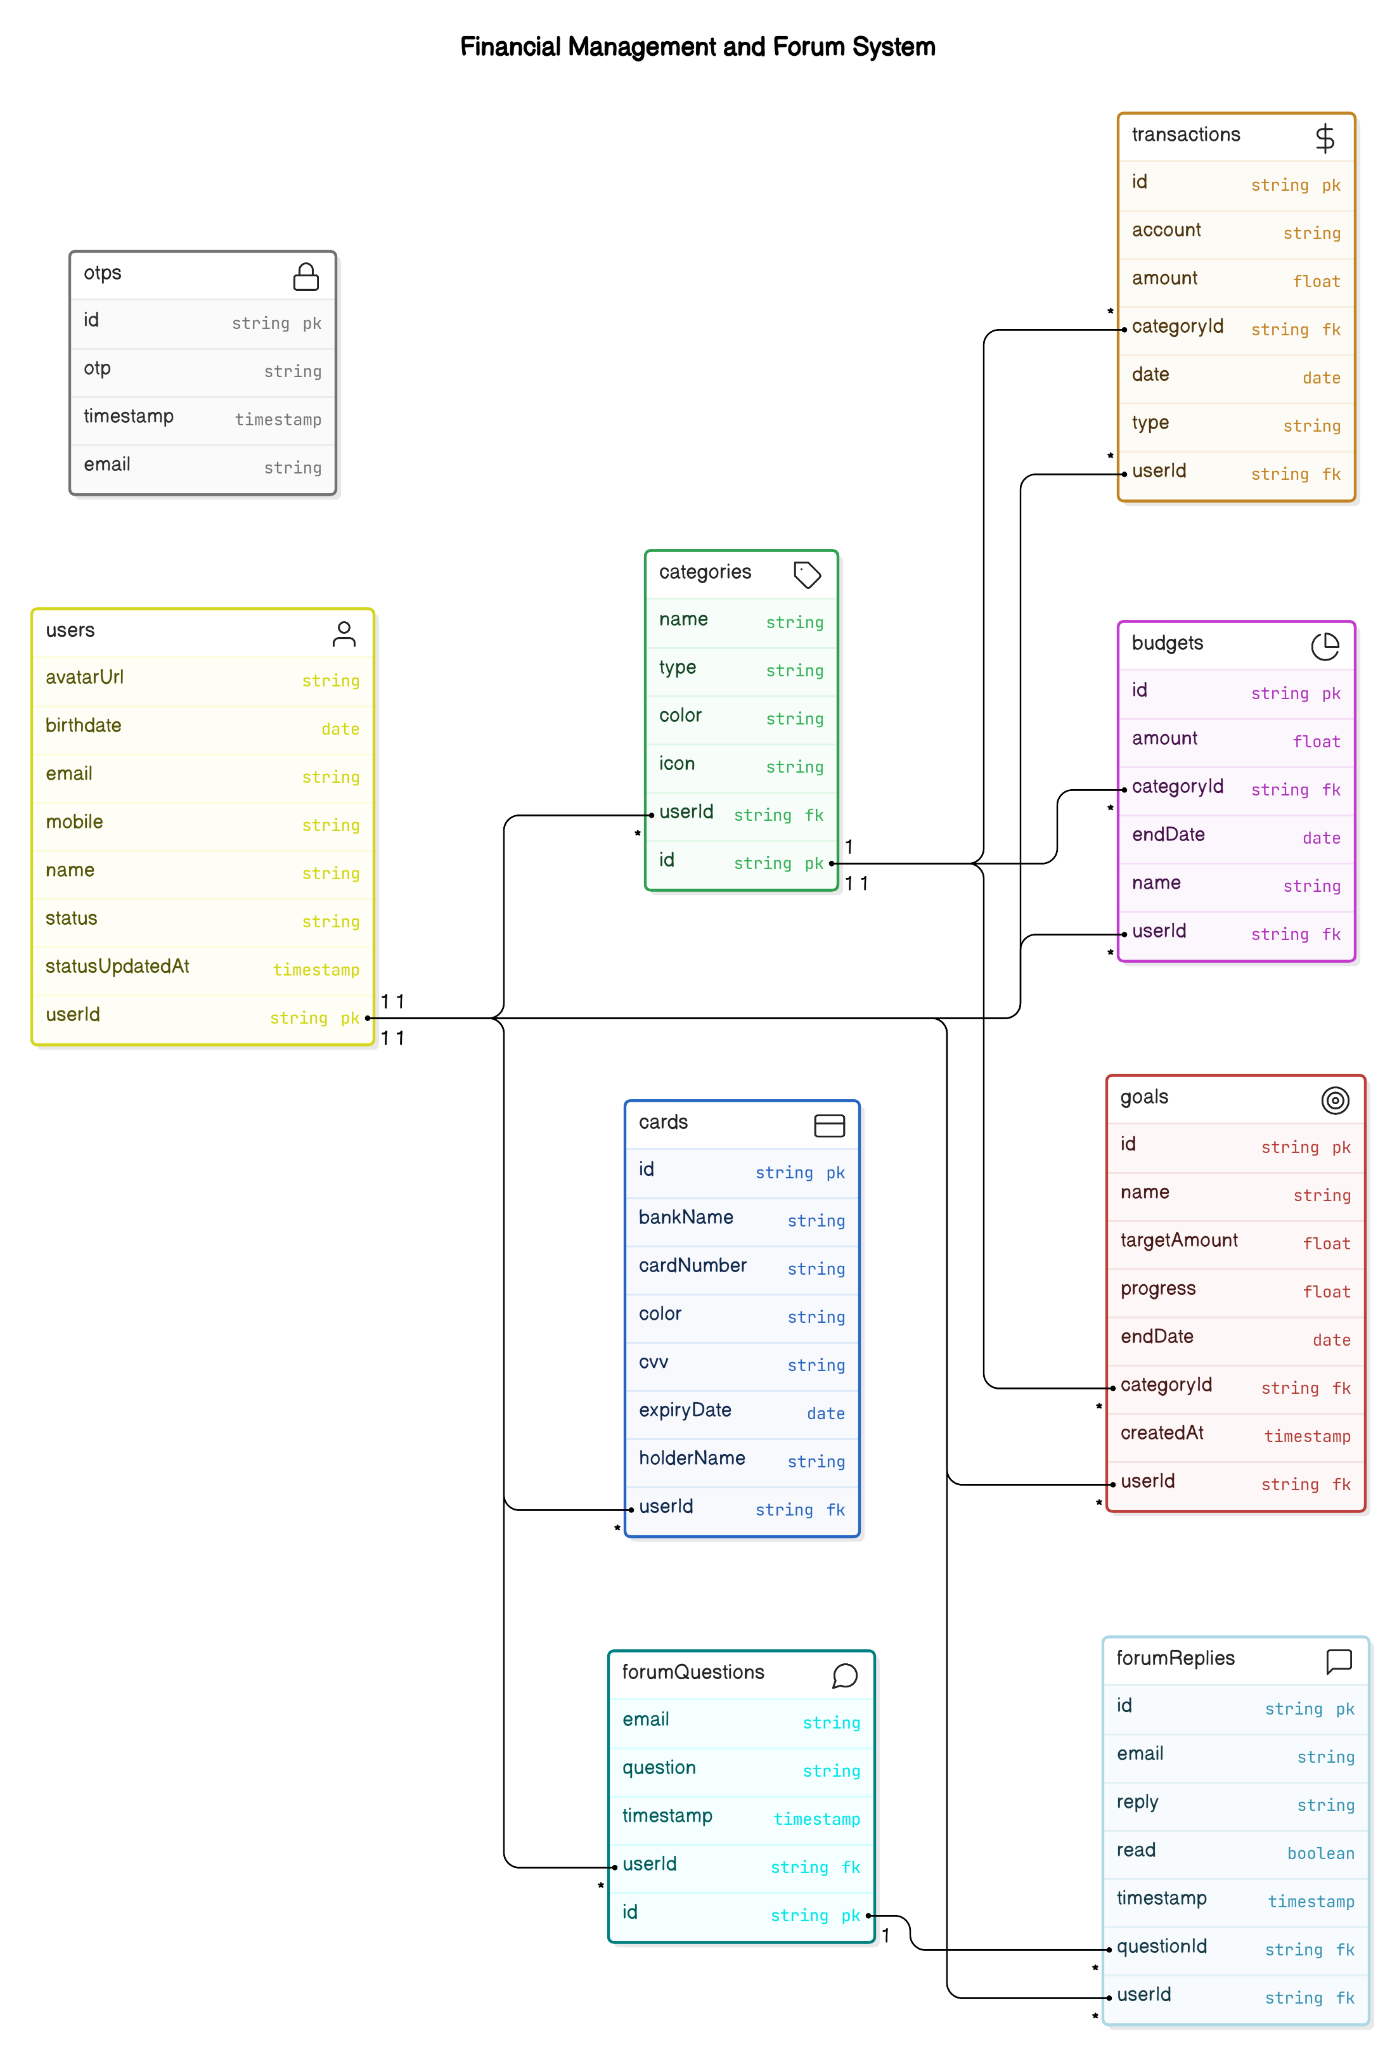 Financial Management and Forum System
transactions
id string pk
account string
amount float
* categoryId string fk
date date
type string
* userId string fk
otps
id string pk
otp string
timestamp timestamp
email string
categories
name string
type string
color string
icon string
userId string fk
*
id string pk
1
1 1
users
avatarUrl string
birthdate date
email string
mobile string
name string
status string
statusUpdatedAt timestamp
userId string pk
1 1
1 1
budgets
id string pk
amount float
categoryId string fk
*
endDate date
name string
userId string fk
*
cards
id string pk
bankName string
cardNumber string
color string
cvv string
expiryDate date
holderName string
userId string fk
*
goals
id string pk
name string
targetAmount float
progress float
endDate date
categoryId string fk
*
createdAt timestamp
userId string fk
*
forumQuestions
email string
question string
timestamp timestamp
userId string fk
*
id string pk
1
forumReplies
id string pk
email string
reply string
read boolean
timestamp timestamp
questionId string fk
*
userId string fk
*